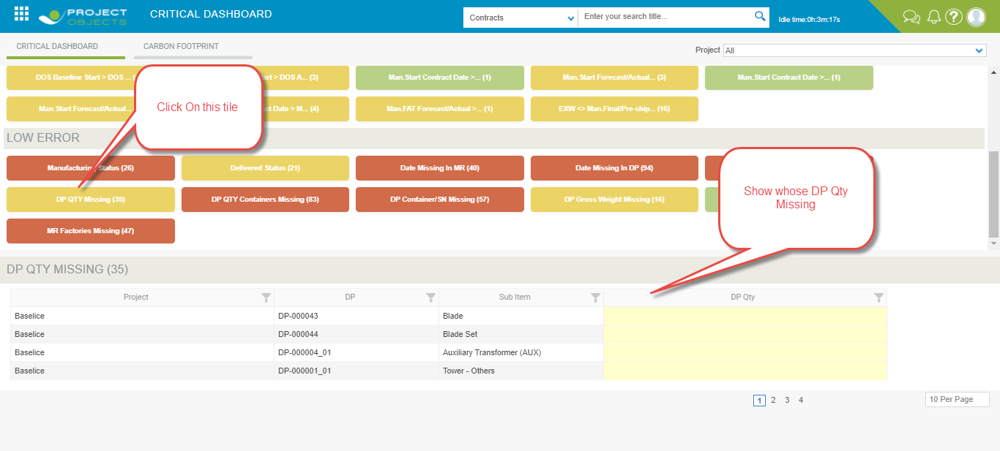 PROJECT
OBJECTS
CRITICAL DASHBOARD
Contracts
Enter your search title...
Idle time:0h:3m:17s
?
CRITICAL DASHBOARD
CARBON FOOTPRINT
Project
All
DOS Baseline Start > DOS ...
art > DOS A... (3)
Man.Start Contract Date >... (1)
Man.Start Forecast/Actual... (3)
Man.Start Contract Date >... (1)
Man.Start Forecast/Actual...
ct Date > M... (4)
Man.FAT Forecast/Actual >... (1)
EXW <> Man.Final/Pre-ship... (16)
Click On this tile
LOW ERROR
Manufacturing Status (26)
Delivered Status (21)
Date Missing In MR (40)
Date Missing In DP (94)
DP QTY Missing (35)
DP QTY Containers Missing (83)
DP Container/SN Missing (57)
DP Gross Weight Missing (16)
Show whose DP Qty
Missing
MR Factories Missing (47)
DP QTY MISSING (35)
Project
DP
Sub Item
DP Qty
Baselice
DP-000043
Blade
Baselice
DP-000044
Blade Set
Baselice
DP-000004_01
Auxiliary Transformer (AUX)
Baselice
DP-000001_01
Tower - Others
1 2 3 4
10 Per Page